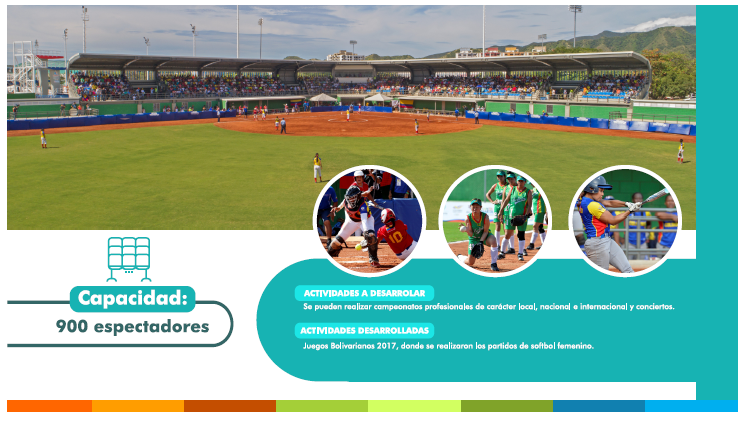 10
Capacidad:
900 espectadores
ACTIVIDADES A DESARROLAR
Se pueden realizar campeonatos profesionales de carácter local, nacional e internacional y conciertos.
ACTIVIDADES DESARROLLADAS
Juegos Bolivarianos 2017, donde se realizaron los partidos de softbol femenino.